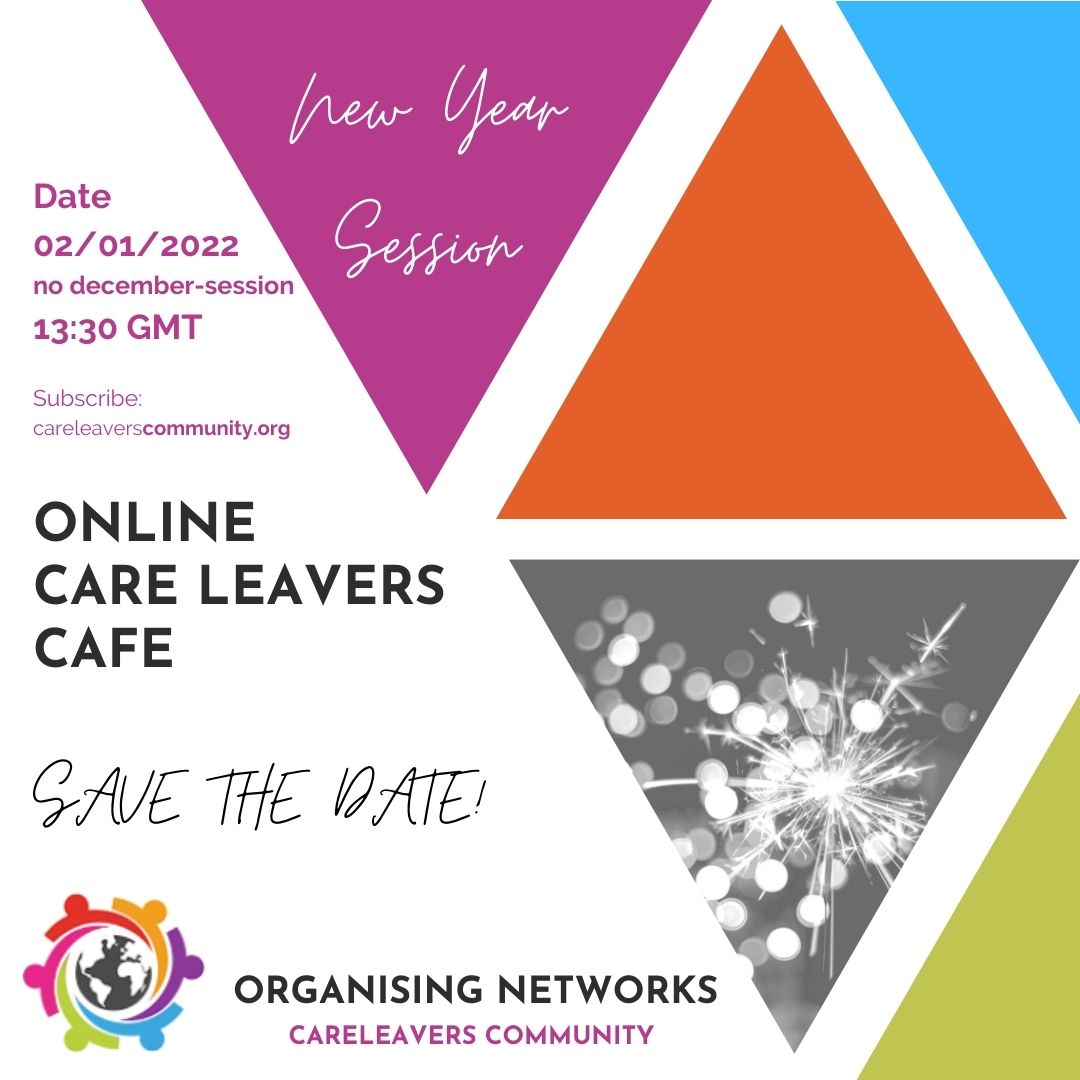 New Year
Session
Date
02/01/2022
no december-session
13:30 GMT
Subscribe:
careleaverscommunity.org
ONLINE
CARE LEAVERS
CAFE
SAVE THE DATE!
ORGANISING NETWORKS
CARELEAVERS COMMUNITY